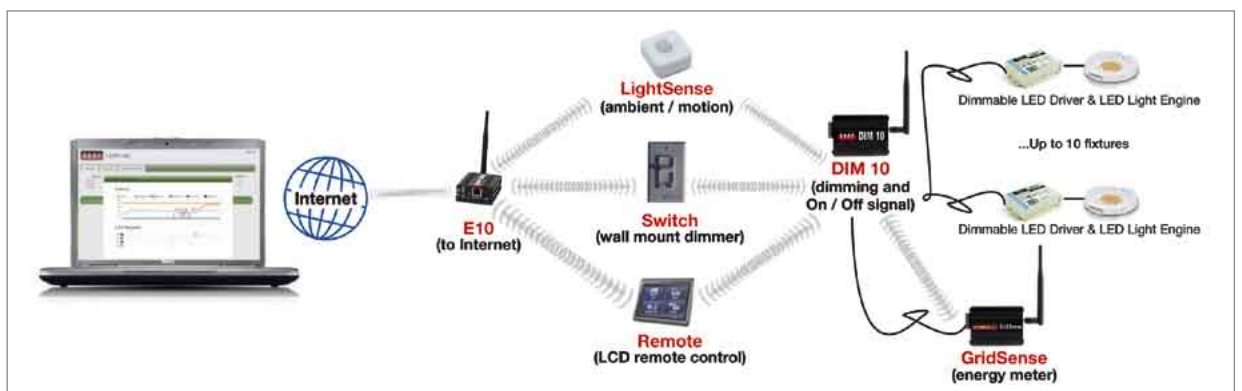 LightSense
(ambient / motion)
DIM 10
Dimmable LED Driver & LED Light Engine
...Up to 10 fixtures
Internet
E10
(to Internet)
Switch
(wall mount dimmer)
DIM 10
(dimming and
On / Off signal)
Dimmable LED Driver & LED Light Engine
Remote
(LCD remote control)
GridSense
(energy meter)